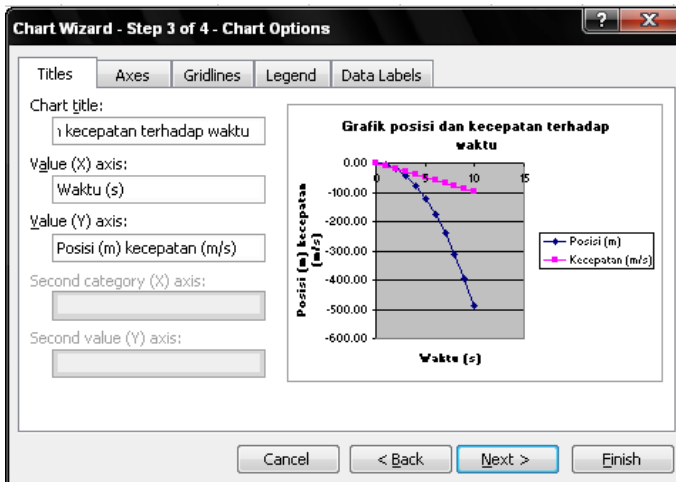 Chart Wizard - Step 3 of 4 - Chart Options
?
X
Titles
Axes
Gridlines
Legend
Data Labels
Chart title:
ı kecepatan terhadap waktu
Value (X) axis:
Waktu (s)
Value (Y) axis:
Posisi (m) kecepatan (m/s)
Second category (X) axis:
Second value (Y) axis:
Grafik posisi dan kecepatan terhadap
waktu
0.00
-100.00
-200.00
-300.00
-400.00
-500.00
-600.00
0
5
10
15
Posisi (m) kecepatan
(m/s)
Waktu (s)
Posisi (m)
Kecepatan (m/s)
Cancel
< Back
Next >
Finish